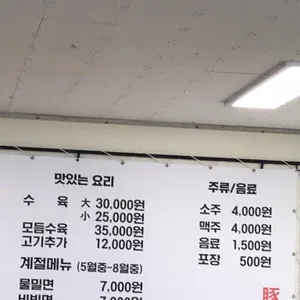 맛있는 요리
수 육 大 30,000원
小 25,000원
모듬수육 35,000원
고기추가 12,000원
계절메뉴 (5월중~8월중)
물밀면 7,000원
비빔면
주류/음료
소주 4,000원
맥주 4,000원
음료 1,500원
포장 500원
豚